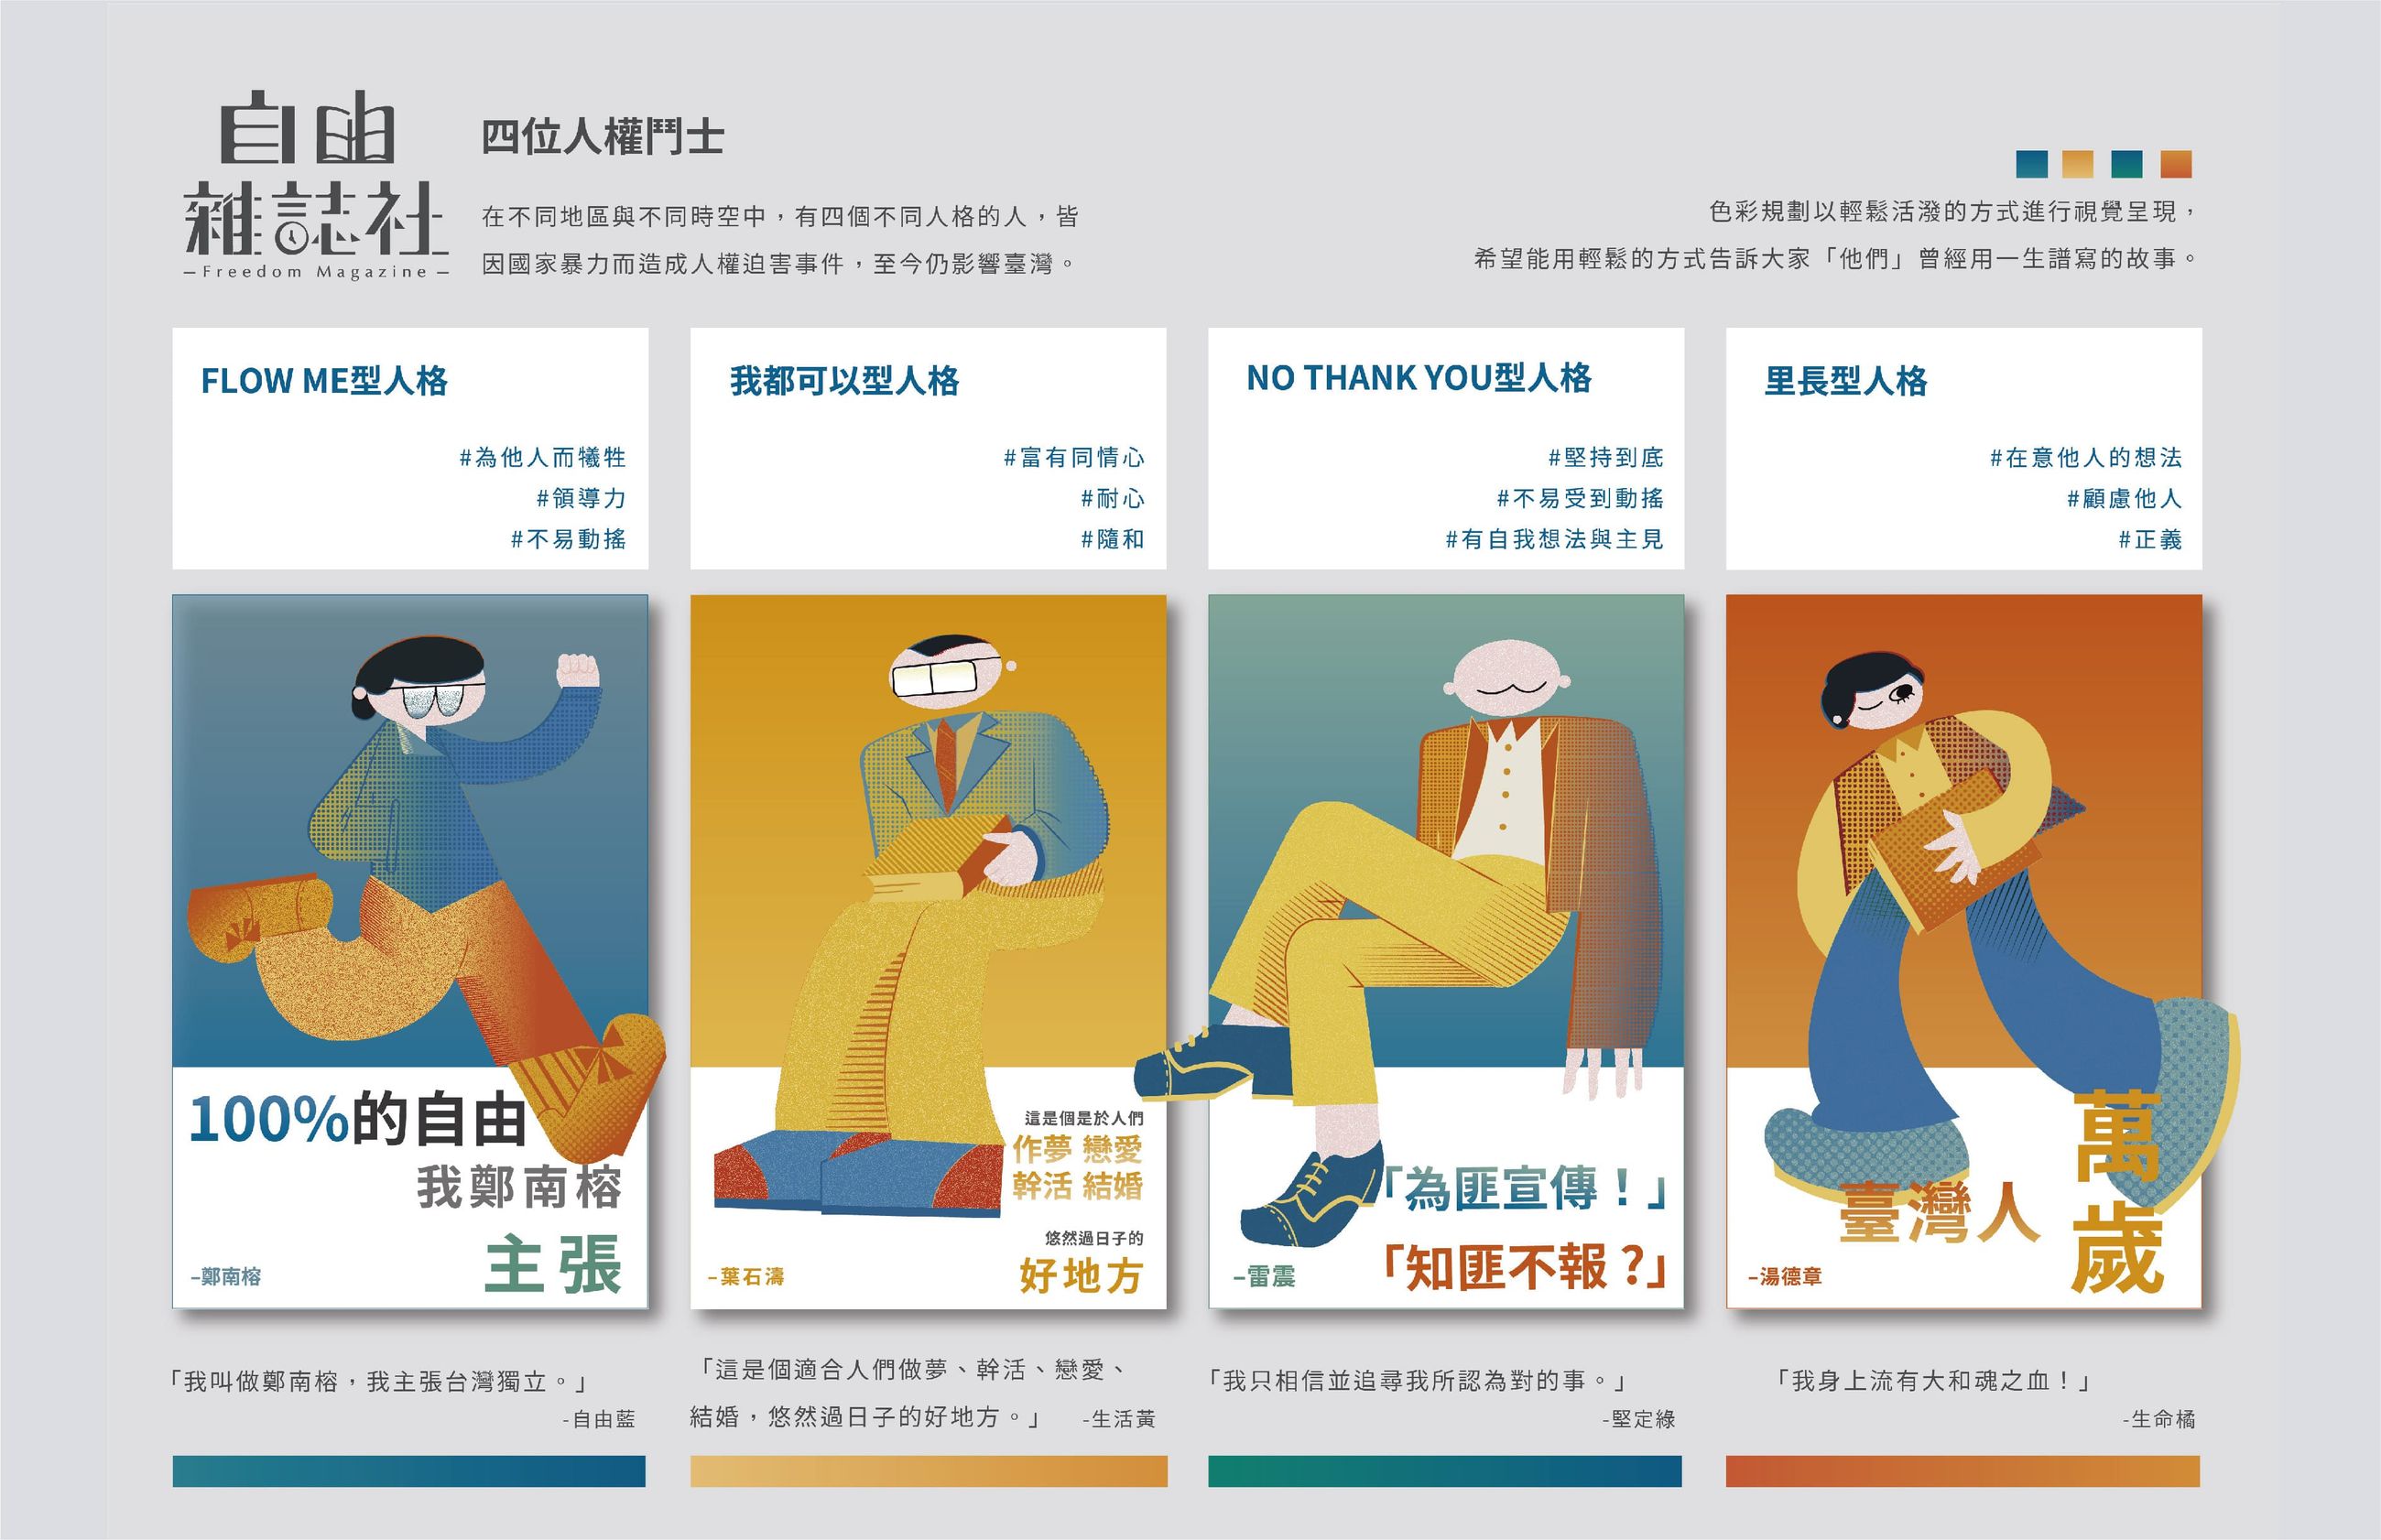 自由
雜誌社
Freedom Magazine
四位人權鬥士
在不同地區與不同時空中，有四個不同人格的人，皆
因國家暴力而造成人權迫害事件，至今仍影響臺灣。
色彩規劃以輕鬆活潑的方式進行視覺呈現，
希望能用輕鬆的方式告訴大家「他們」曾經用一生譜寫的故事。
FLOW ME型人格
#為他人而犧牲
#領導力
#不易動搖
我都可以型人格
#富有同情心
#耐心
#隨和
NO THANK YOU型人格
#堅持到底
#不易受到動搖
#有自我想法與主見
里長型人格
#在意他人的想法
#顧慮他人
#正義
100%的自由
我鄭南榕
主張
–鄭南榕
這是個是於人們
作夢 戀愛
幹活 結婚
悠然過日子的
好地方
–葉石濤
「為匪宣傳！」
「知匪不報？」
–雷震
臺灣人
萬歲
–湯德章
「我叫做鄭南榕，我主張台灣獨立。」
-自由藍
「這是個適合人們做夢、幹活、戀愛、
結婚，悠然過日子的好地方。」 -生活黃
「我只相信並追尋我所認為對的事。」
-堅定綠
「我身上流有大和魂之血！」
-生命橘